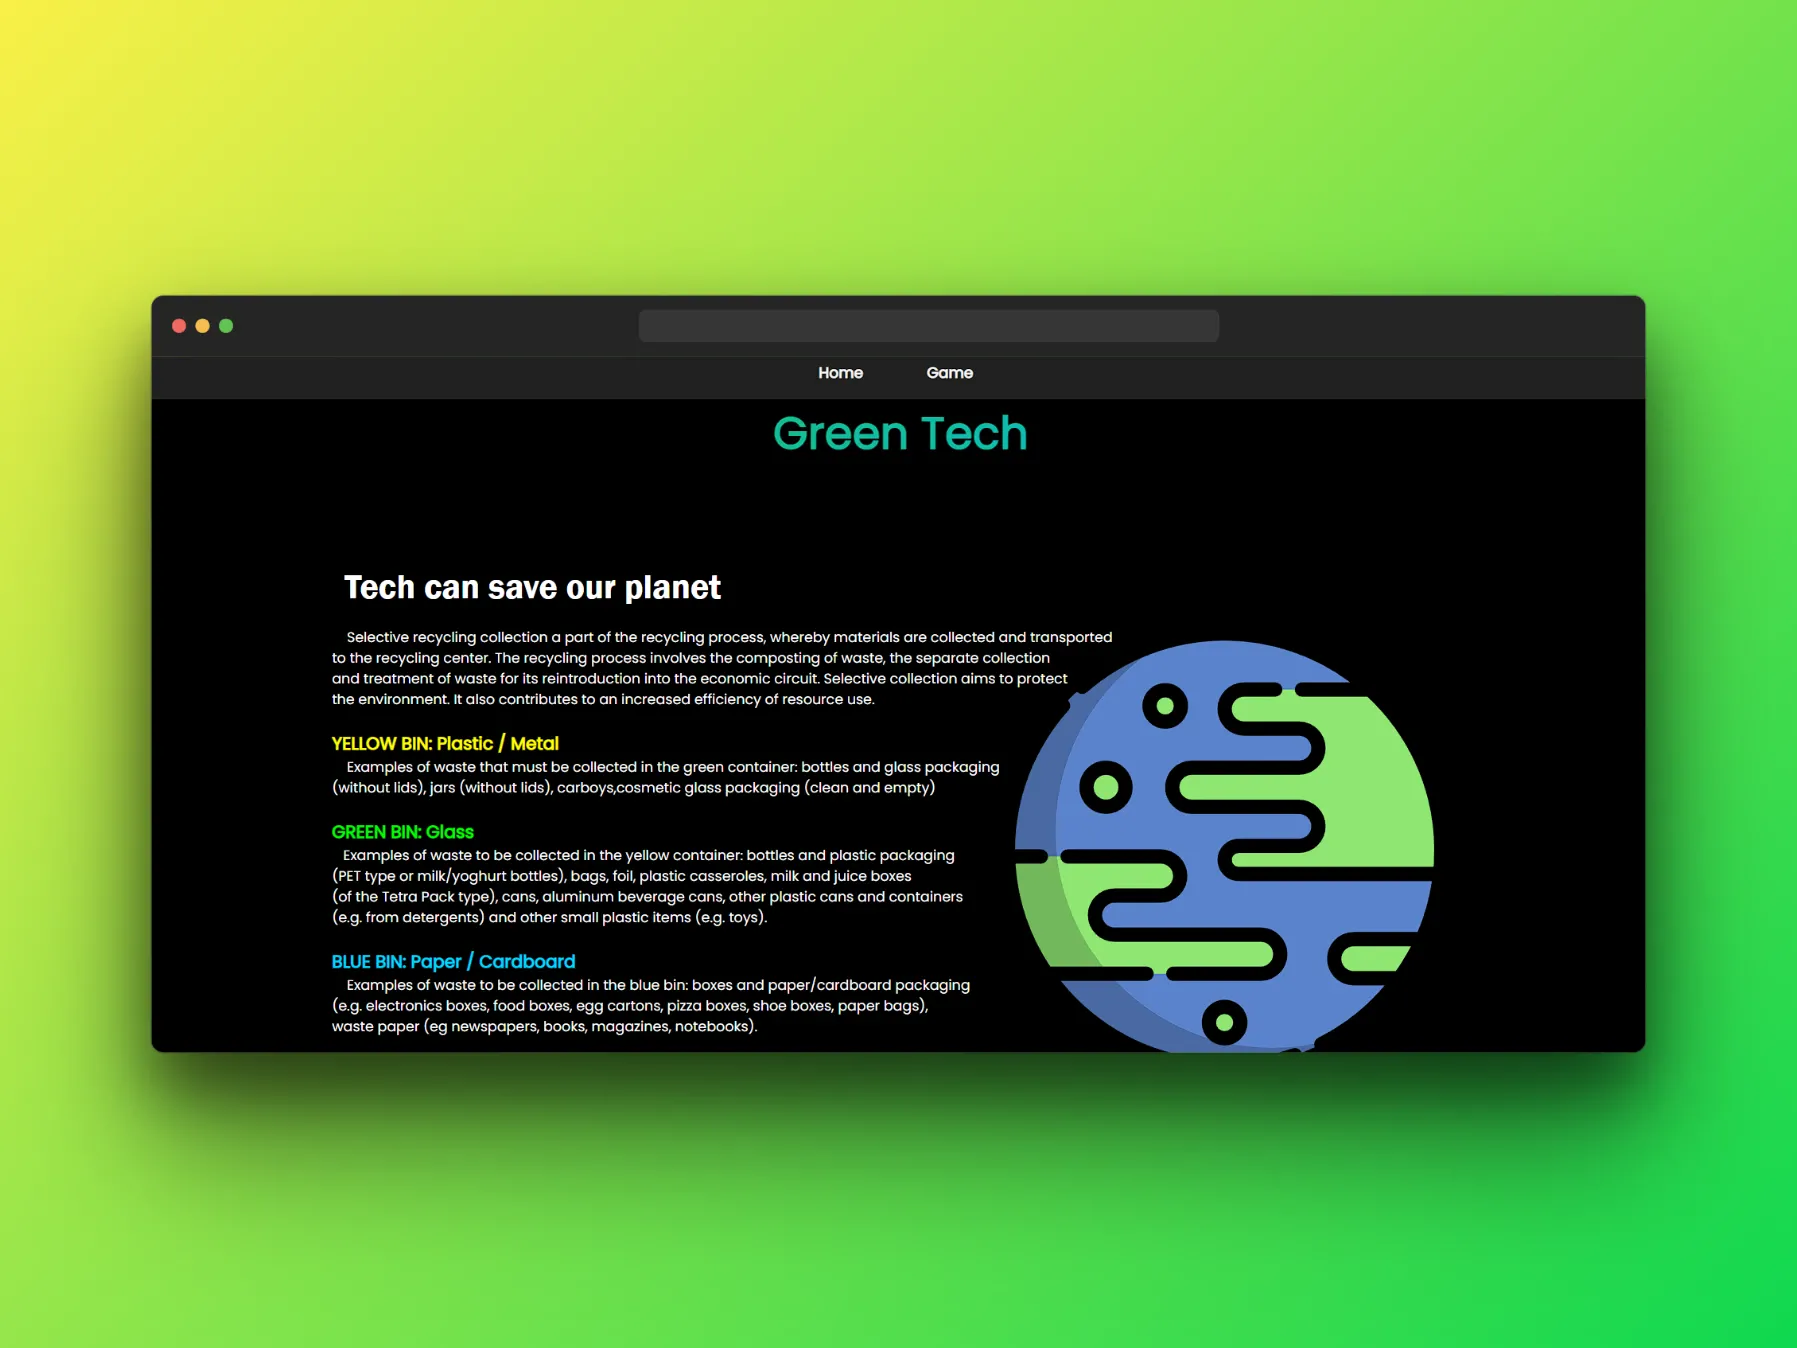 Home Game
Green Tech
Tech can save our planet
Selective recycling collection a part of the recycling process, whereby materials are collected and transported
to the recycling center. The recycling process involves the composting of waste, the separate collection
and treatment of waste for its reintroduction into the economic circuit. Selective collection aims to protect
the environment. It also contributes to an increased efficiency of resource use.
YELLOW BIN: Plastic / Metal
Examples of waste that must be collected in the green container: bottles and glass packaging
(without lids), jars (without lids), carboys,cosmetic glass packaging (clean and empty)
GREEN BIN: Glass
Examples of waste to be collected in the yellow container: bottles and plastic packaging
(PET type or milk/yoghurt bottles), bags, foil, plastic casseroles, milk and juice boxes
(of the Tetra Pack type), cans, aluminum beverage cans, other plastic cans and containers
(e.g. from detergents) and other small plastic items (e.g. toys).
BLUE BIN: Paper / Cardboard
Examples of waste to be collected in the blue bin: boxes and paper/cardboard packaging
(e.g. electronics boxes, food boxes, egg cartons, pizza boxes, shoe boxes, paper bags),
waste paper (eg newspapers, books, magazines, notebooks).